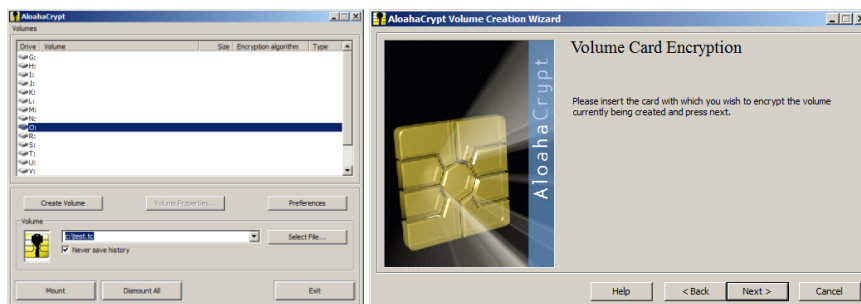 AloahaCrypt
Volumes
Drive Volume Size Encryption algorithm Type
G:
H:
I:
J:
K:
L:
M:
N:
O:
R:
S:
T:
U:
V:
Create Volume Volume Properties... Preferences
Volume
c:\test.tc Select File...
Never save history
Mount Dismount All Exit
AloahaCrypt Volume Creation Wizard
AloahaCrypt
Volume Card Encryption
Please insert the card with which you wish to encrypt the volume
currently being created and press next.
Help < Back Next > Cancel